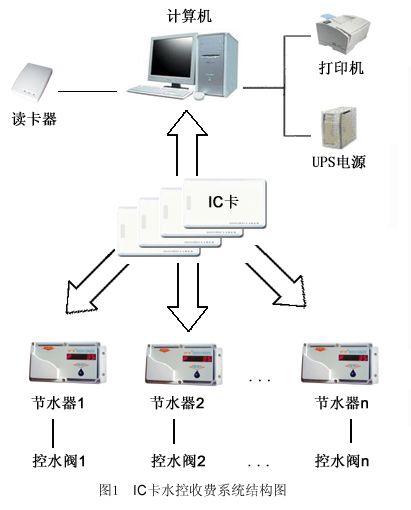 计算机
打印机
读卡器
UPS电源
IC卡
节水器1 节水器2 ... 节水器n
控水阀1 控水阀2 ... 控水阀n
图1 IC卡水控收费系统结构图